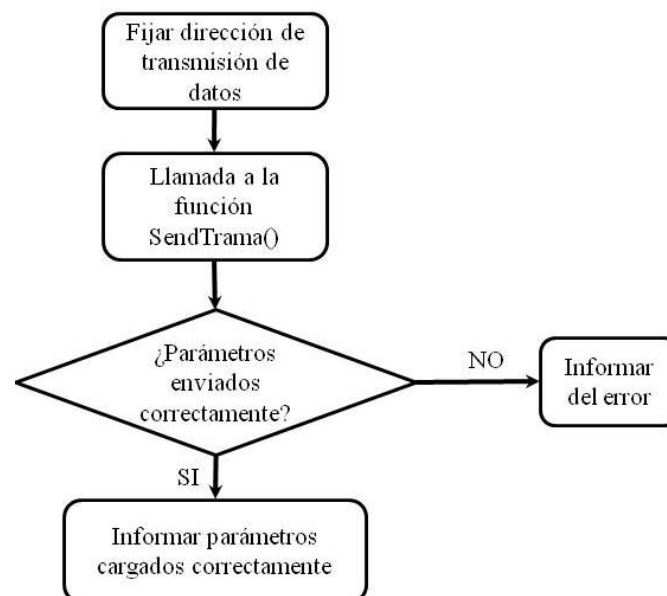 Fijar dirección de
transmisión de
datos
Llamada a la
función
SendTrama()
¿Parámetros
enviados
correctamente?
NO
Informar
del error
SI
Informar parámetros
cargados correctamente